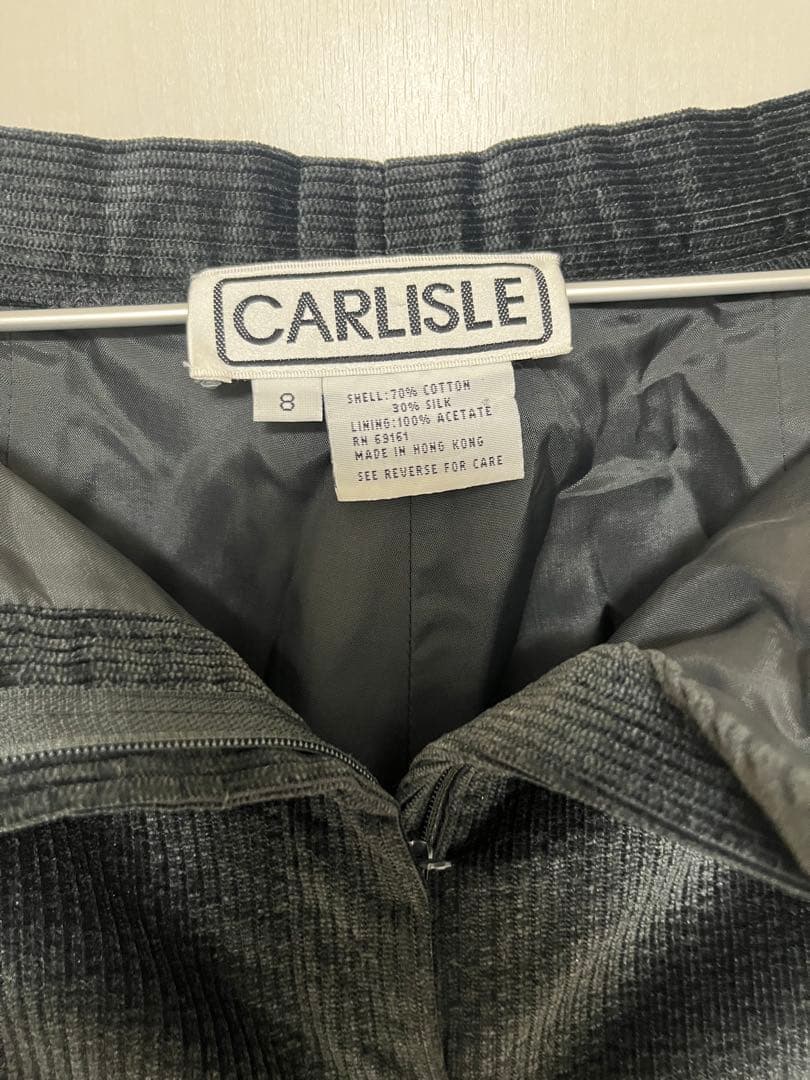 CARLISLE
8
SHELL:70% COTTON
30% SILK
LINING:100% ACETATE
RN 69161
MADE IN HONG KONG
SEE REVERSE FOR CARE